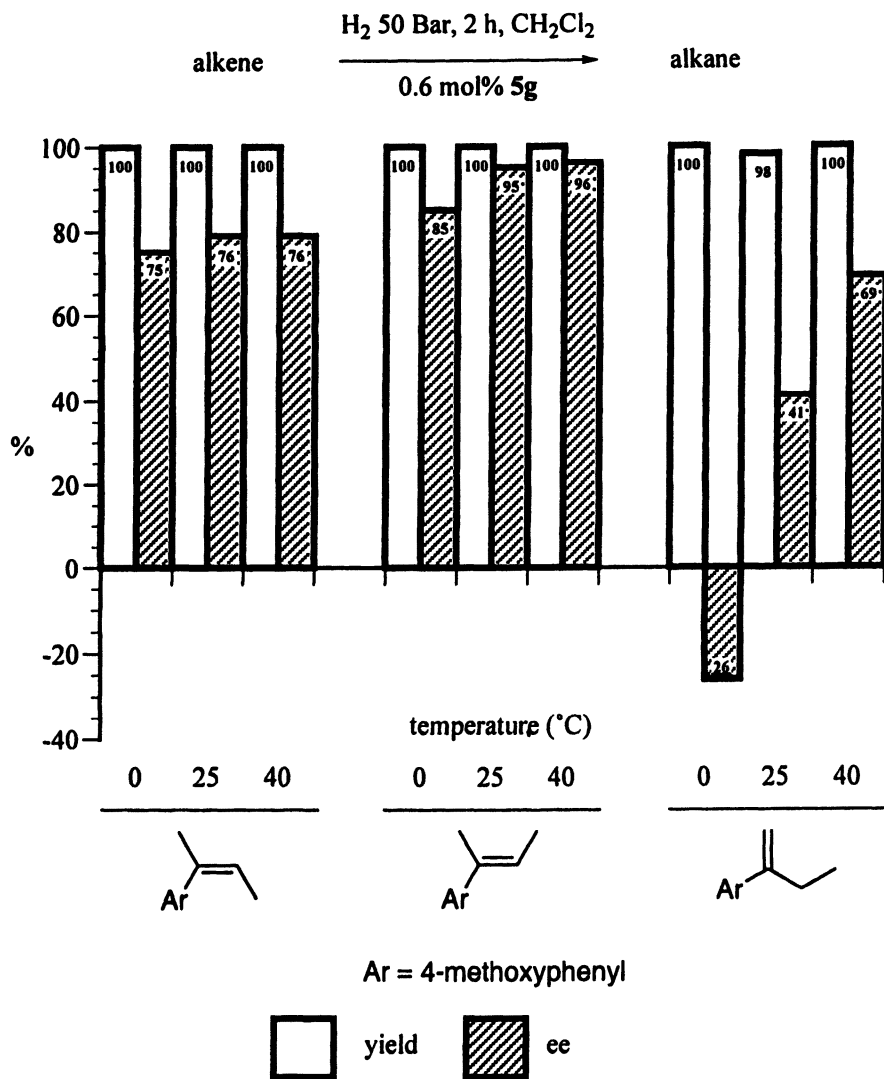 H₂ 50 Bar, 2 h, CH₂Cl₂
alkene
alkane
0.6 mol% 5g
100
80
60
40
20
0
-20
-40
%
100 75 100 76 100 76
100 85 100 95 100 96
100 26 98 41 100 69
temperature (°C)
0 25 40
0 25 40
0 25 40
Ar
Ar
Ar
Ar = 4-methoxyphenyl
yield
ee